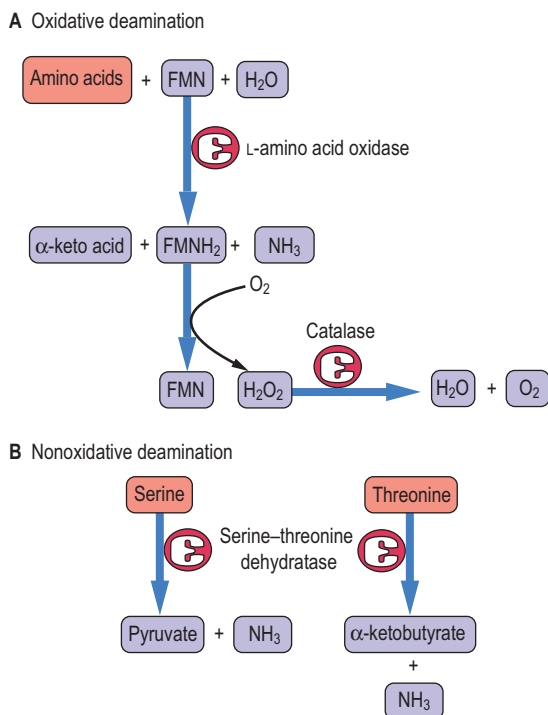 A Oxidative deamination
Amino acids + FMN + H₂O
L-amino acid oxidase
α-keto acid + FMNH₂ + NH₃
O₂
Catalase
FMN H₂O₂ H₂O + O₂
B Nonoxidative deamination
Serine Threonine
Serine–threonine
dehydratase
Pyruvate + NH₃ α-ketobutyrate
+
NH₃